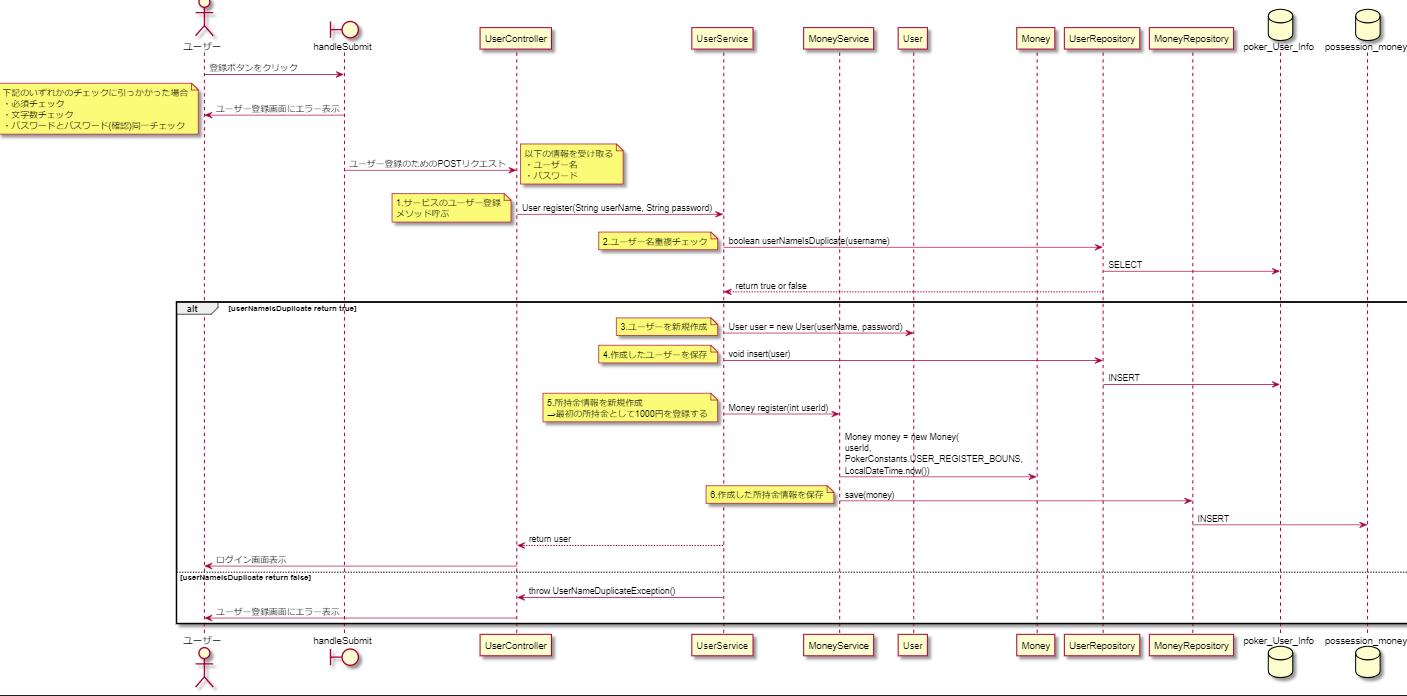 ユーザー
handleSubmit
UserController
UserService
MoneyService
User
Money
UserRepository
MoneyRepository
poker_User_Info
possession_money
登録ボタンをクリック
下記のいずれかのチェックに引っかかった場合
・必須チェック
・文字数チェック
・パスワードとパスワード(確認)同一チェック
ユーザー登録画面にエラー表示
ユーザー登録のためのPOSTリクエスト
以下の情報を受け取る
・ユーザー名
・パスワード
1.サービスのユーザー登録
メソッド呼ぶ
User register(String userName, String password)
2.ユーザー名重複チェック
boolean userNameIsDuplicate(username)
SELECT
return true or false
alt
[userNameIsDuplicate return true]
3.ユーザーを新規作成
User user = new User(userName, password)
4.作成したユーザーを保存
void insert(user)
INSERT
5.所持金情報を新規作成
→最初の所持金として1000円を登録する
Money register(int userId)
Money money = new Money(
userId,
PokerConstants.USER_REGISTER_BOUNS,
LocalDateTime.now())
6.作成した所持金情報を保存
save(money)
INSERT
return user
ログイン画面表示
[userNameIsDuplicate return false]
throw UserNameDuplicateException()
ユーザー登録画面にエラー表示
ユーザー
handleSubmit
UserController
UserService
MoneyService
User
Money
UserRepository
MoneyRepository
poker_User_Info
possession_money